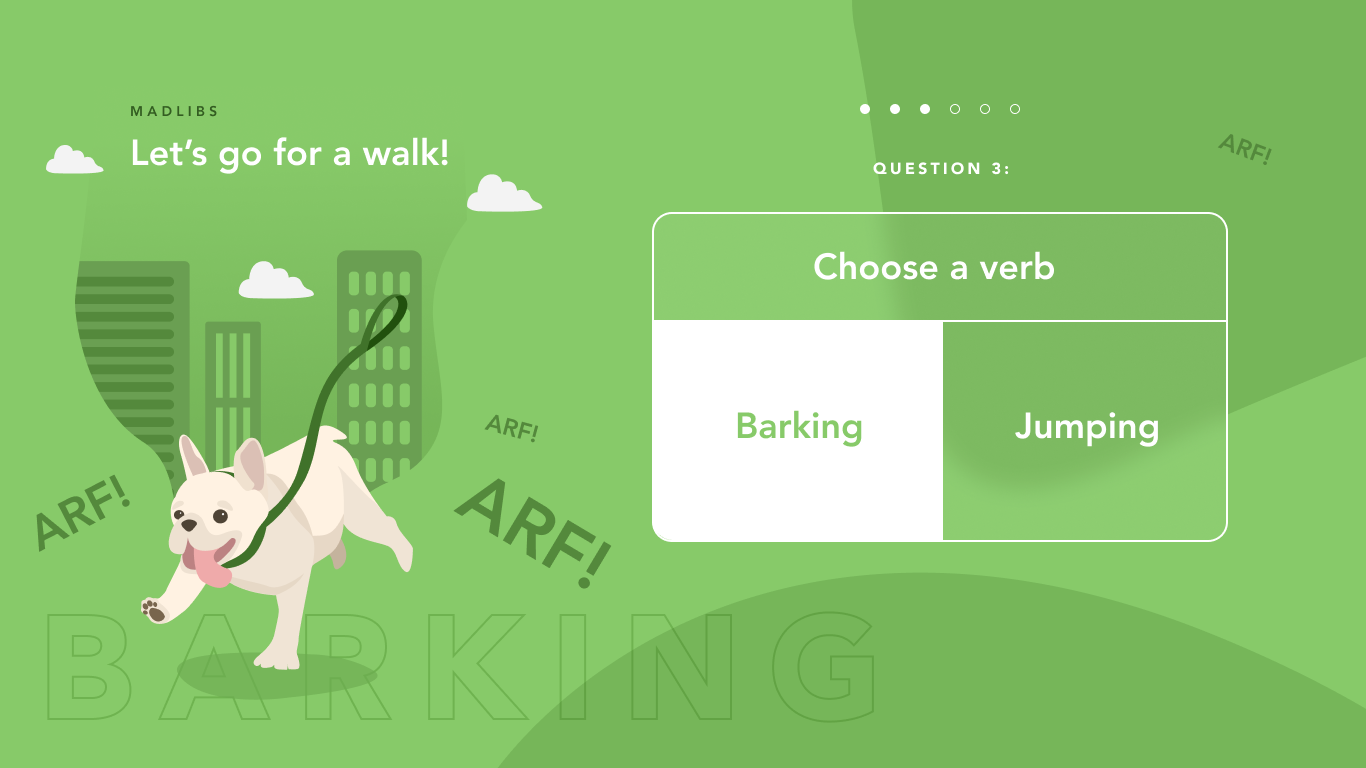 MADLIBS
Let's go for a walk!
QUESTION 3:
Choose a verb
Barking
Jumping
ARF!
ARF!
ARF!
ARF!
BARKING